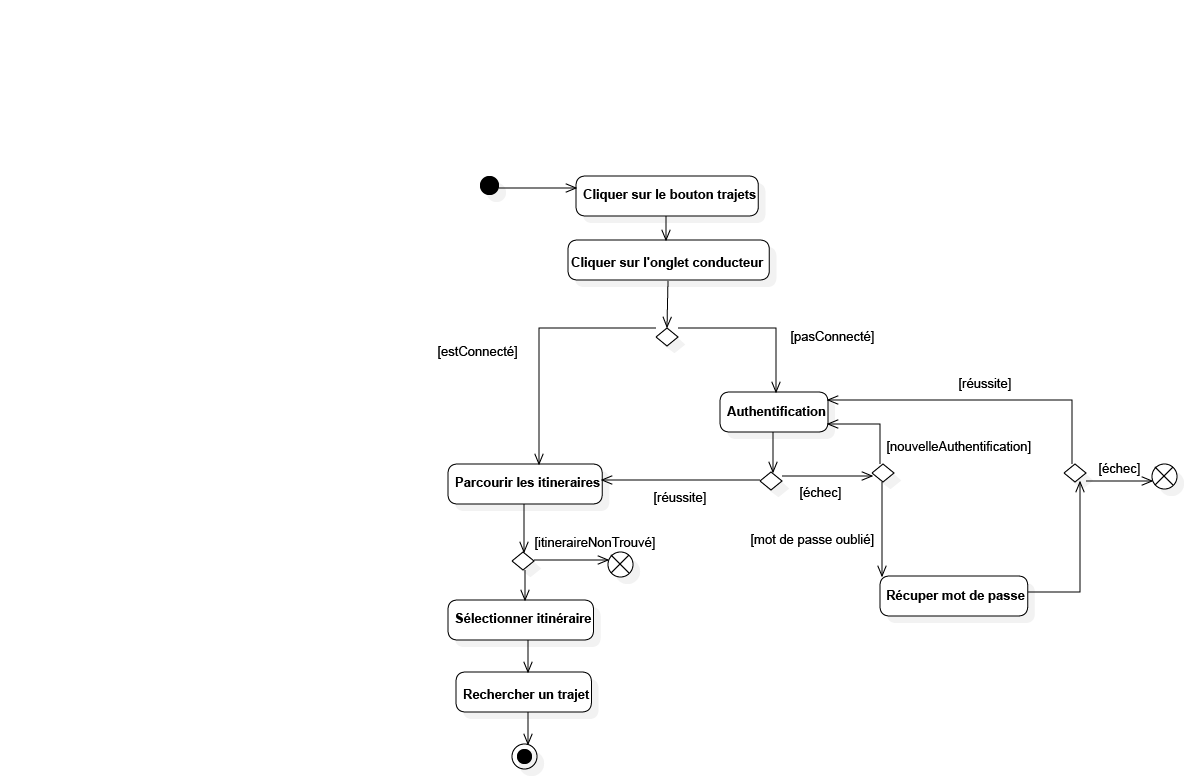 Cliquer sur le bouton trajets
Cliquer sur l'onglet conducteur
[pasConnecté]
[estConnecté]
[réussite]
Authentification
[nouvelleAuthentification]
[échec]
Parcourir les itineraires
[réussite]
[échec]
[itineraireNonTrouvé]
[mot de passe oublié]
Récuper mot de passe
Sélectionner itinéraire
Rechercher un trajet